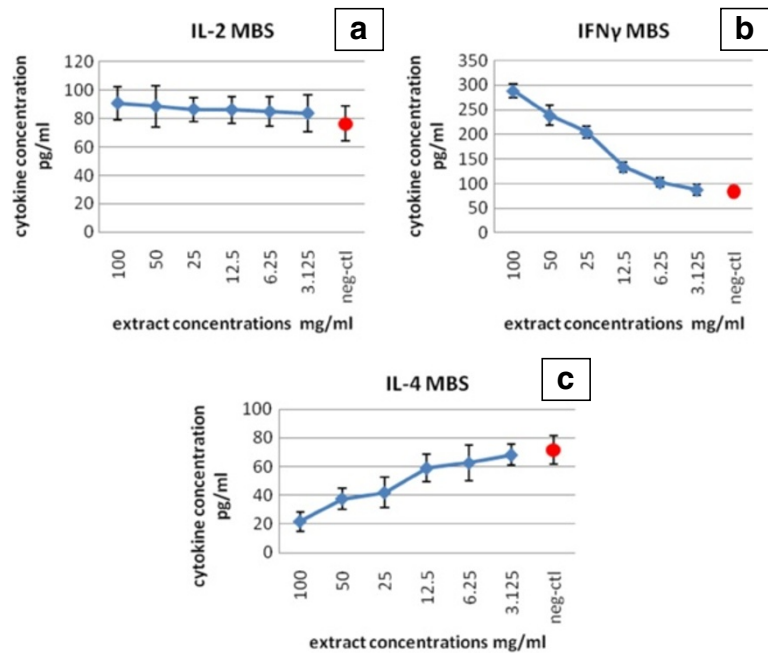 IL-2 MBS
a
cytokine concentration
pg/ml
120
100
80
60
40
20
0
100
50
25
12.5
6.25
3.125
neg-ctl
extract concentrations mg/ml
IFNγ MBS
b
cytokine concentration
pg/ml
350
300
250
200
150
100
50
0
100
50
25
12.5
6.25
3.125
neg-ctl
extract concentrations mg/ml
IL-4 MBS
c
cytokine concentration
pg/ml
100
80
60
40
20
0
100
50
25
12.5
6.25
3.125
neg-ctl
extract concentrations mg/ml